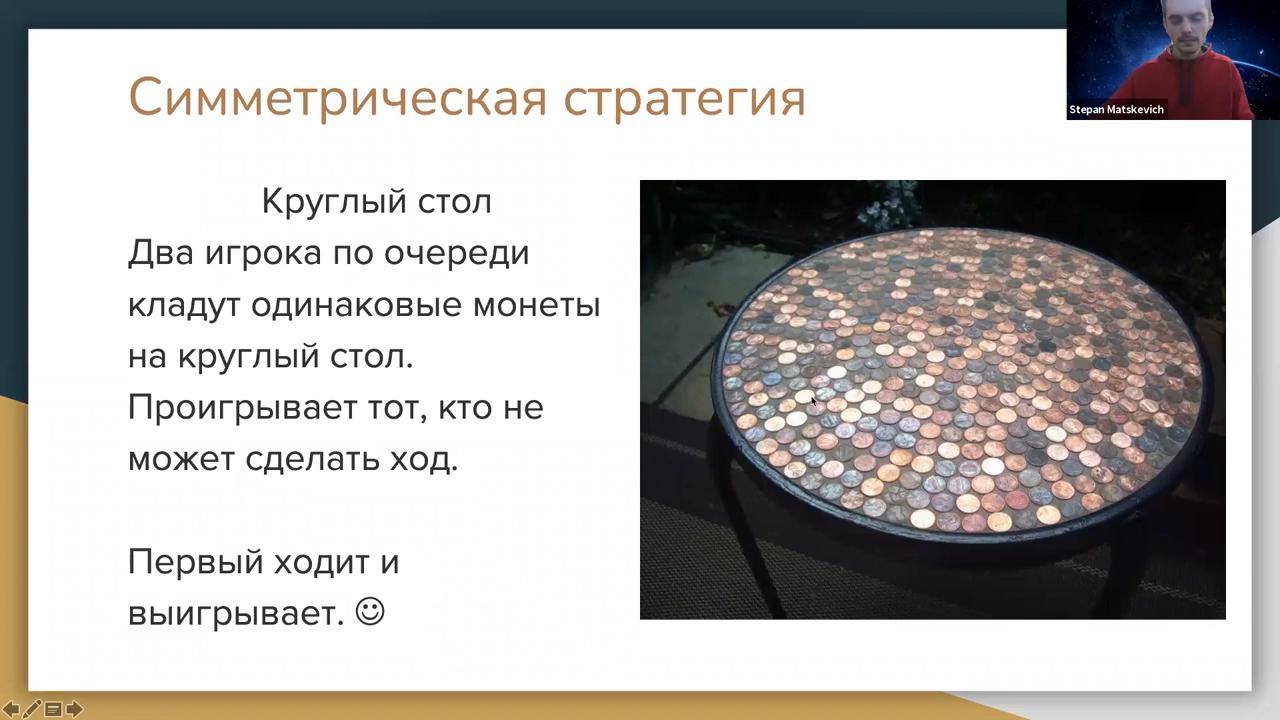 Симметрическая стратегия
Stepan Matskevich
Круглый стол
Два игрока по очереди
кладут одинаковые монеты
на круглый стол.
Проигрывает тот, кто не
может сделать ход.
Первый ходит и
выигрывает. ☺